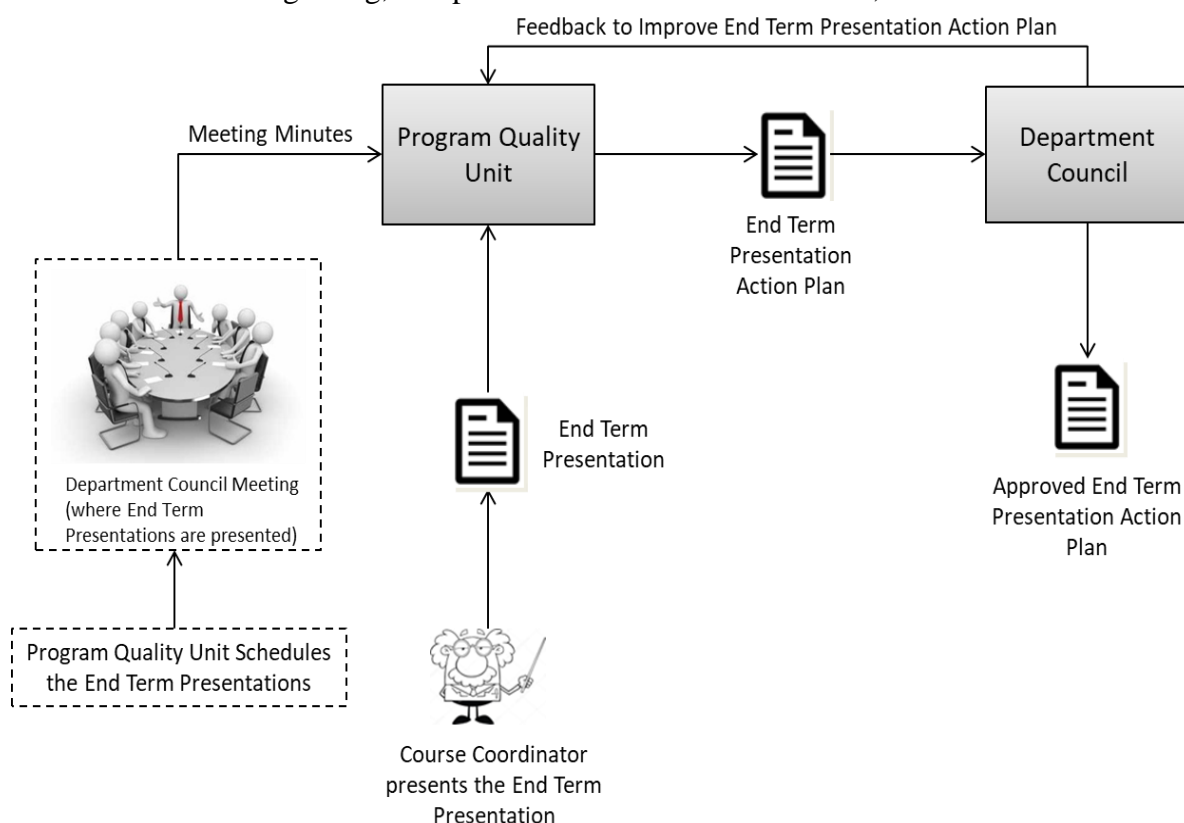 Feedback to Improve End Term Presentation Action Plan
Meeting Minutes
Program Quality
Unit
Department
Council
End Term
Presentation
Action Plan
Department Council Meeting
(where End Term
Presentations are presented)
End Term
Presentation
Approved End Term
Presentation Action
Plan
Program Quality Unit Schedules
the End Term Presentations
Course Coordinator
presents the End Term
Presentation